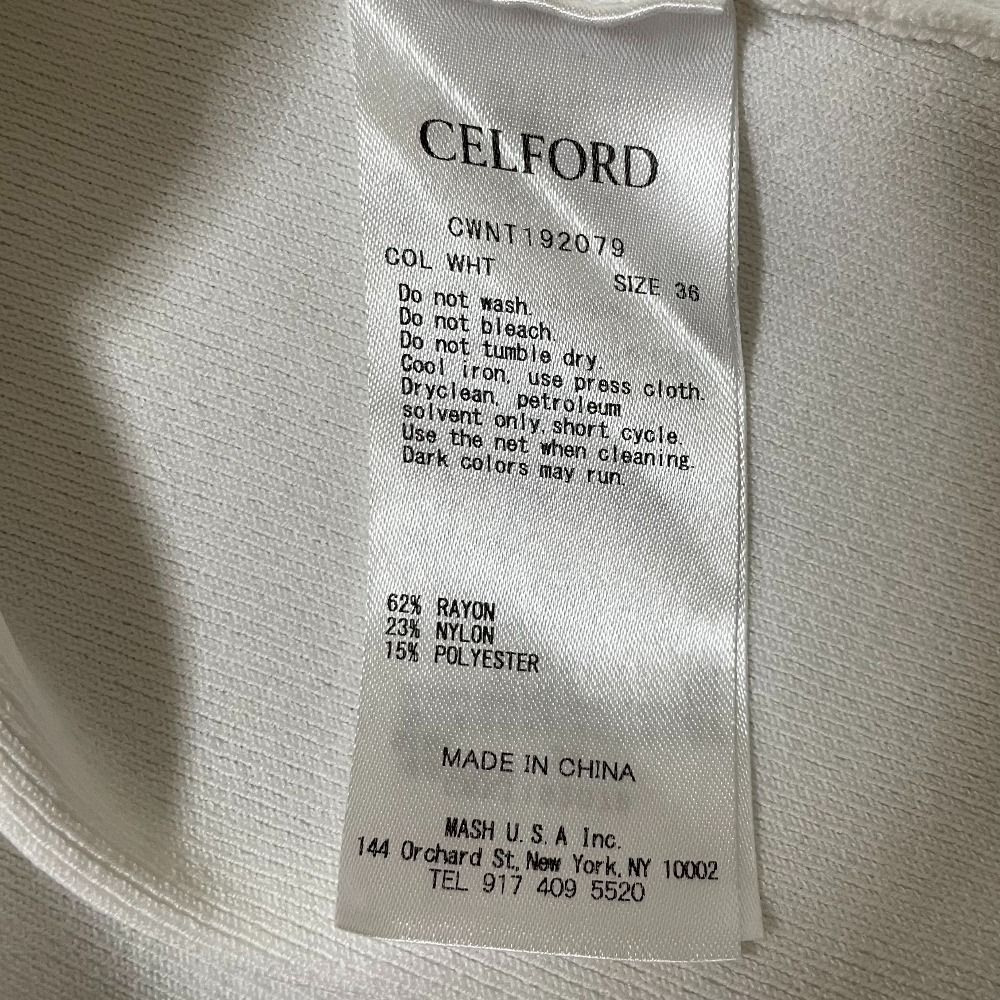 CELFORD
CWNT192079
COL WHT
SIZE 36
Do not wash.
Do not bleach.
Do not tumble dry.
Cool iron, use press cloth.
Dryclean, petroleum
solvent only, short cycle.
Use the net when cleaning.
Dark colors may run.
62% RAYON
23% NYLON
15% POLYESTER
MADE IN CHINA
MASH U.S.A Inc.
144 Orchard St, New York, NY 10002
TEL 917 409 5520